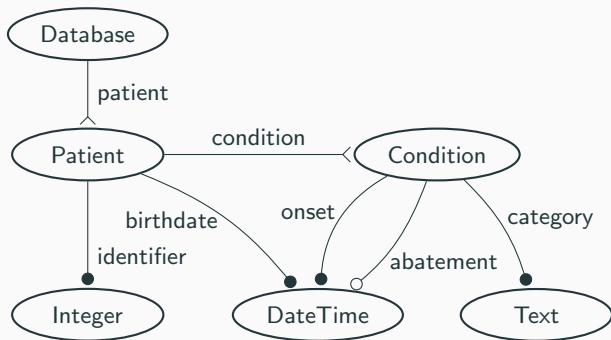 Database
patient
Patient
condition
Condition
birthdate
onset
category
identifier
abatement
Integer
DateTime
Text